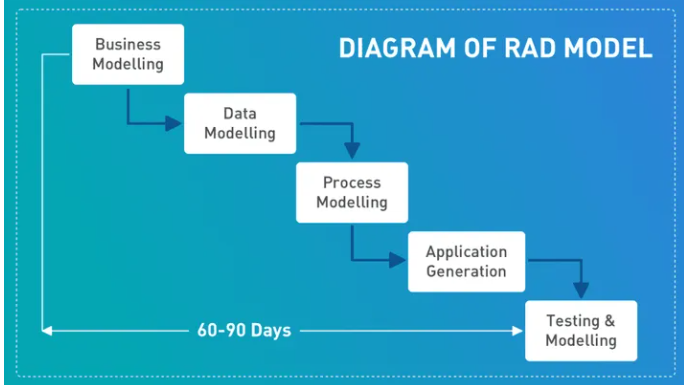 DIAGRAM OF RAD MODEL
Business
Modelling
Data
Modelling
Process
Modelling
Application
Generation
Testing &
Modelling
60-90 Days